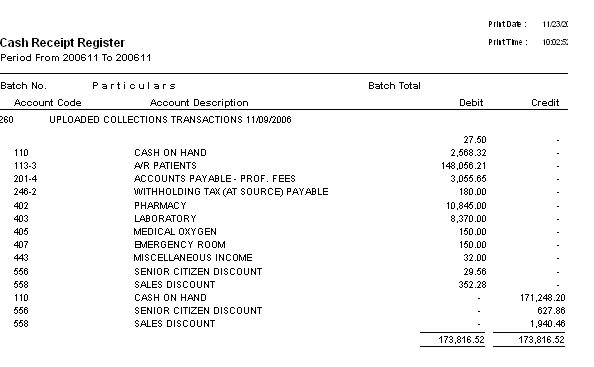 Print Date : 11/23/20
Cash Receipt Register
Print Time : 10:02:52
Period From 200611 To 200611
Batch No. Particulars Batch Total
Account Code Account Description Debit Credit
260 UPLOADED COLLECTIONS TRANSACTIONS 11/09/2006
27.50 -
110 CASH ON HAND 2,568.32 -
113-3 A/R PATIENTS 148,056.21 -
201-4 ACCOUNTS PAYABLE - PROF. FEES 3,055.65 -
246-2 WITHHOLDING TAX (AT SOURCE) PAYABLE 180.00 -
402 PHARMACY 10,845.00 -
403 LABORATORY 8,370.00 -
405 MEDICAL OXYGEN 150.00 -
407 EMERGENCY ROOM 150.00 -
443 MISCELLANEOUS INCOME 32.00 -
556 SENIOR CITIZEN DISCOUNT 29.56 -
558 SALES DISCOUNT 352.28 -
110 CASH ON HAND - 171,248.20
556 SENIOR CITIZEN DISCOUNT - 627.86
558 SALES DISCOUNT - 1,940.46
173,816.52 173,816.52